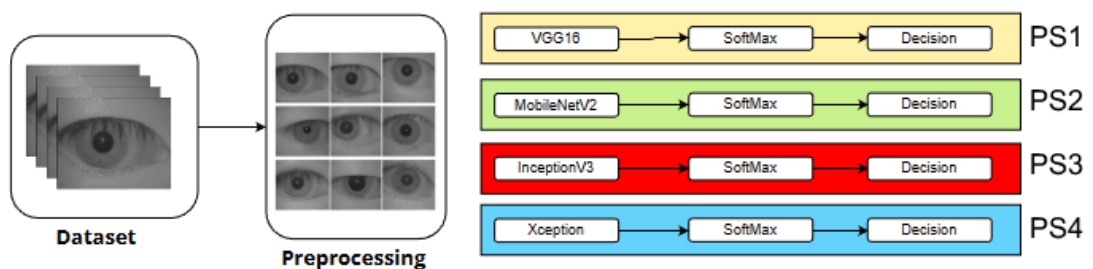 VGG16 SoftMax Decision PS1
MobileNetV2 SoftMax Decision PS2
InceptionV3 SoftMax Decision PS3
Xception SoftMax Decision PS4
Dataset
Preprocessing